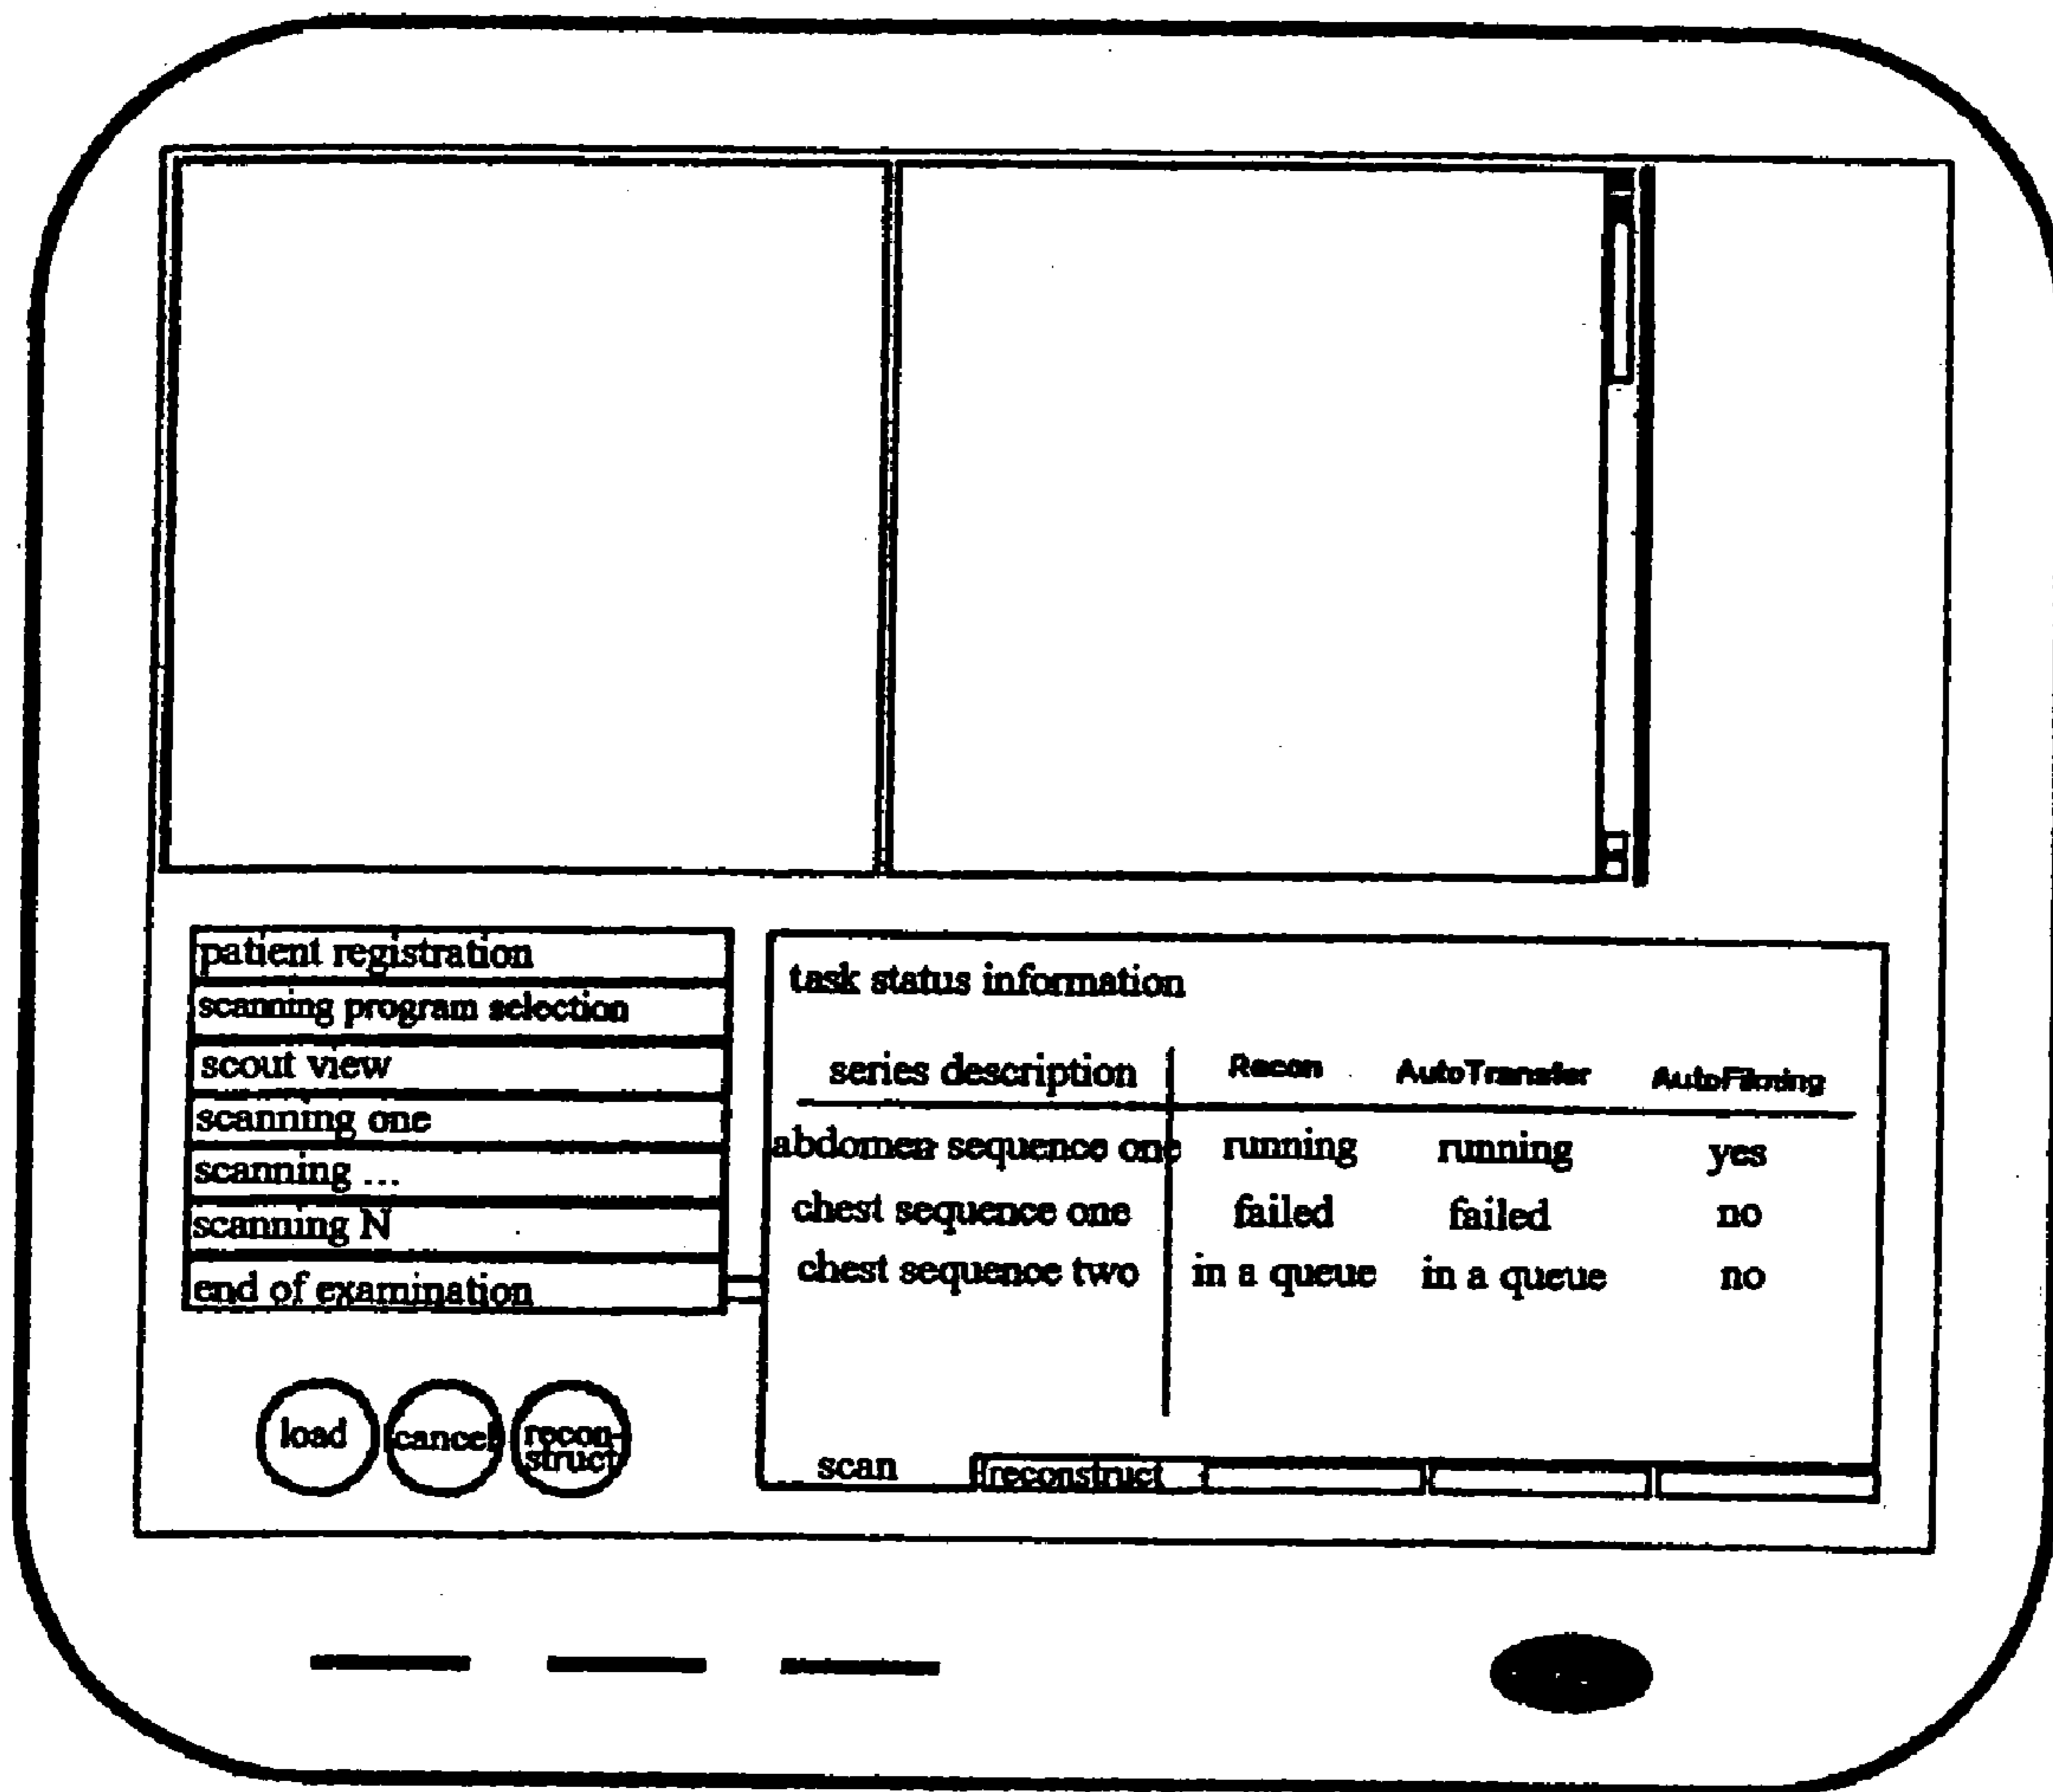 patient registration
scanning program selection
scout view
scanning one
scanning ...
scanning N
end of examination
load
cancel
recon-
struct
task status information
series description Recon AutoTransfer AutoFilming
abdomen sequence one running running yes
chest sequence one failed failed no
chest sequence two in a queue in a queue no
scan reconstruct